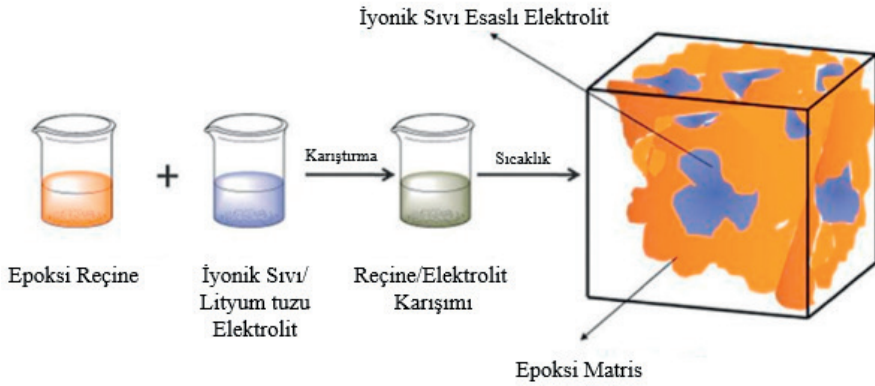 İyonik Sıvı Esaslı Elektrolit
Karıştırma
Sıcaklık
Epoksi Reçine
İyonik Sıvı/
Lityum tuzu
Elektrolit
Reçine/Elektrolit
Karışımı
Epoksi Matris